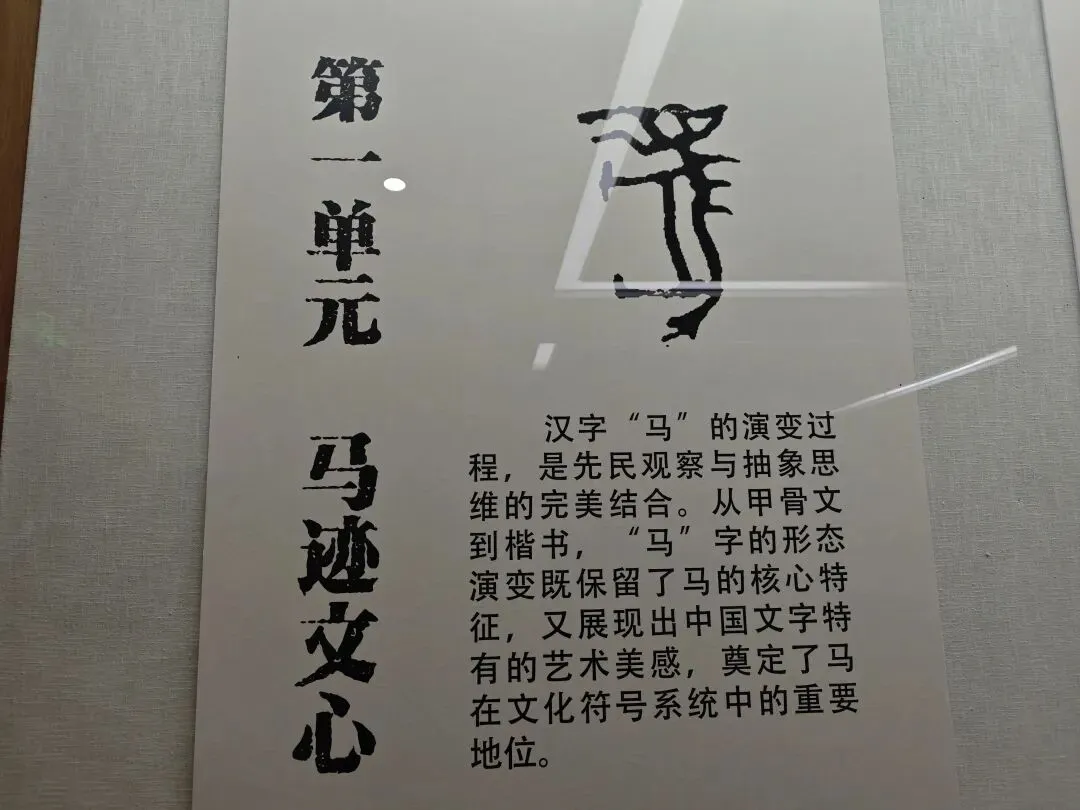 第一单元 马迹文心
汉字“马”的演变过
程，是先民观察与抽象思
维的完美结合。从甲骨文
到楷书，“马”字的形态
演变既保留了马的核心特
征，又展现出中国文字特
有的艺术美感，奠定了马
在文化符号系统中的重要
地位。